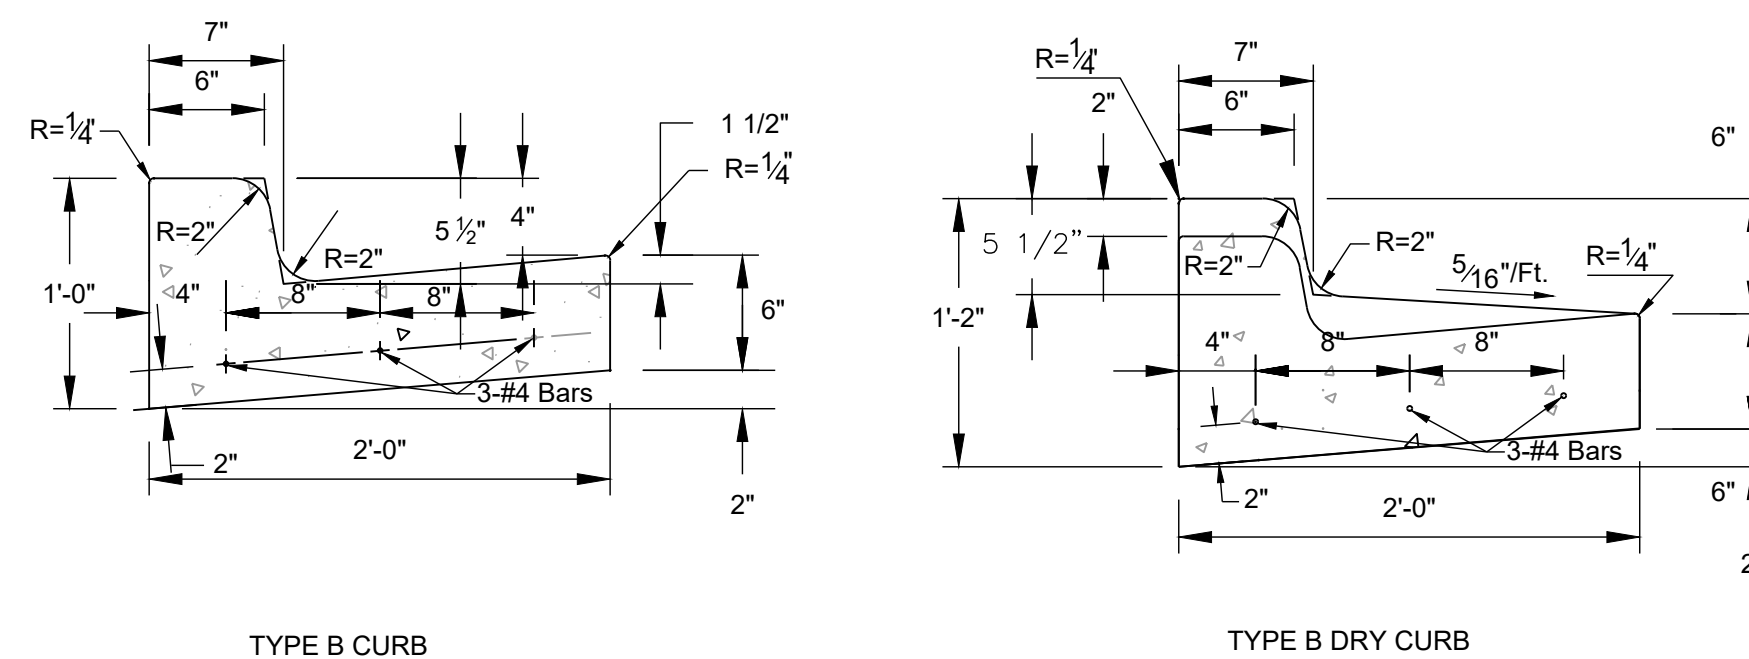 7"
6"
R=1/4"
1 1/2"
R=1/4"
R=2"
5 1/2"
4"
R=2"
1'-0"
4"
8"
8"
6"
3-#4 Bars
2'-0"
2"
2"
TYPE B CURB
7"
R=1/4"
2"
6"
6"
5 1/2"
R=2"
R=2"
5/16"/Ft.
R=1/4"
1'-2"
4"
8"
8"
3-#4 Bars
2"
2'-0"
6"
TYPE B DRY CURB